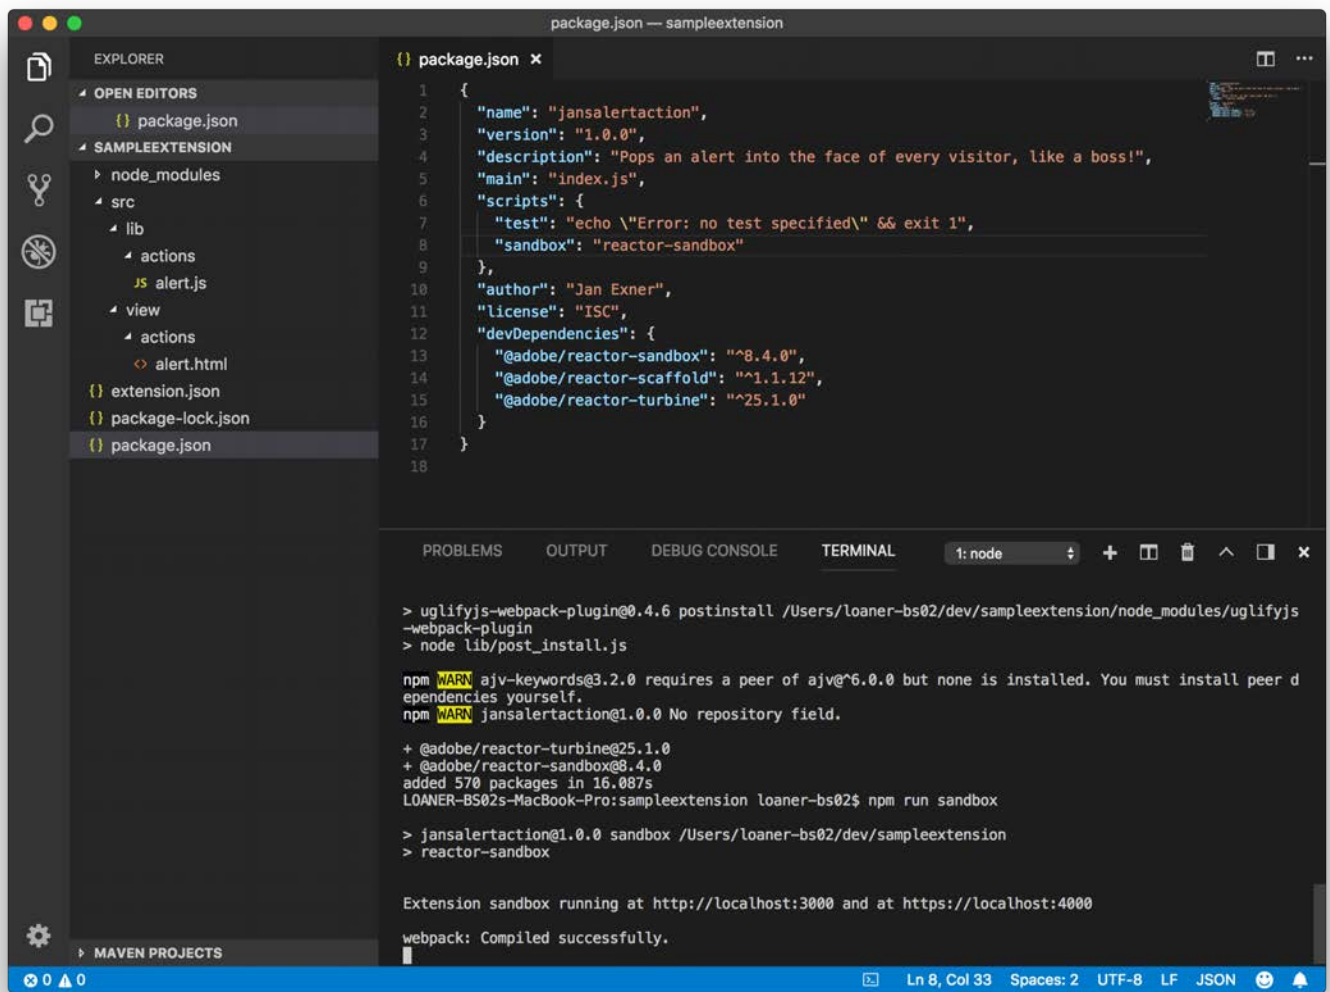 package.json — sampleextension
EXPLORER
OPEN EDITORS
{} package.json
SAMPLEEXTENSION
node_modules
src
lib
actions
JS alert.js
view
actions
<> alert.html
{} extension.json
{} package-lock.json
{} package.json
MAVEN PROJECTS
{} package.json ×
1 {
2 "name": "jansalertaction",
3 "version": "1.0.0",
4 "description": "Pops an alert into the face of every visitor, like a boss!",
5 "main": "index.js",
6 "scripts": {
7 "test": "echo \"Error: no test specified\" && exit 1",
8 "sandbox": "reactor-sandbox"
9 },
10 "author": "Jan Exner",
11 "license": "ISC",
12 "devDependencies": {
13 "@adobe/reactor-sandbox": "^8.4.0",
14 "@adobe/reactor-scaffold": "^1.1.12",
15 "@adobe/reactor-turbine": "^25.1.0"
16 }
17 }
18
PROBLEMS OUTPUT DEBUG CONSOLE TERMINAL 1: node
> uglifyjs-webpack-plugin@0.4.6 postinstall /Users/loaner-bs02/dev/sampleextension/node_modules/uglifyjs
-webpack-plugin
> node lib/post_install.js
npm WARN ajv-keywords@3.2.0 requires a peer of ajv@^6.0.0 but none is installed. You must install peer d
ependencies yourself.
npm WARN jansalertaction@1.0.0 No repository field.
+ @adobe/reactor-turbine@25.1.0
+ @adobe/reactor-sandbox@8.4.0
added 570 packages in 16.087s
LOANER-BS02s-MacBook-Pro:sampleextension loaner-bs02$ npm run sandbox
> jansalertaction@1.0.0 sandbox /Users/loaner-bs02/dev/sampleextension
> reactor-sandbox
Extension sandbox running at http://localhost:3000 and at https://localhost:4000
webpack: Compiled successfully.
0 0 Ln 8, Col 33 Spaces: 2 UTF-8 LF JSON